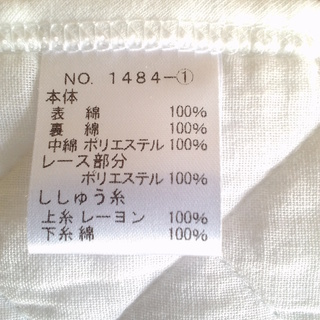 NO. 1484-①
本体
表 綿 100%
裏 綿 100%
中綿 ポリエステル 100%
レース部分
ポリエステル 100%
ししゅう糸
上糸 レーヨン 100%
下糸 綿 100%